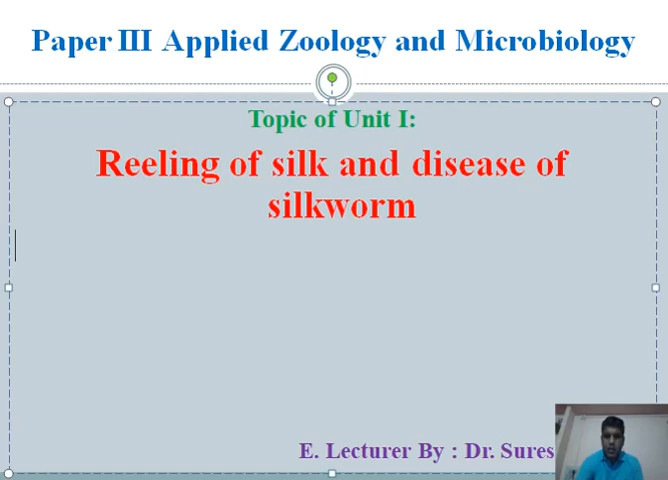 Paper III Applied Zoology and Microbiology
Topic of Unit I:
Reeling of silk and disease of
silkworm
E. Lecturer By : Dr. Sures